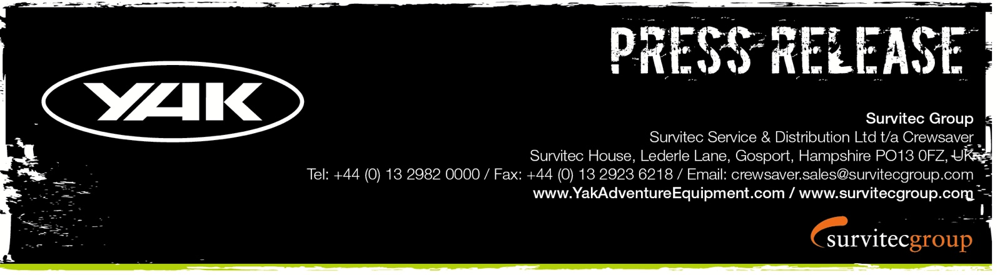 PRESS RELEASE
YAK
Survitec Group
Survitec Service & Distribution Ltd t/a Crewsaver
Survitec House, Lederle Lane, Gosport, Hampshire PO13 0FZ, UK
Tel: +44 (0) 13 2982 0000 / Fax: +44 (0) 13 2923 6218 / Email: crewsaver.sales@survitecgroup.com
www.YakAdventureEquipment.com / www.survitecgroup.com
survitecgroup